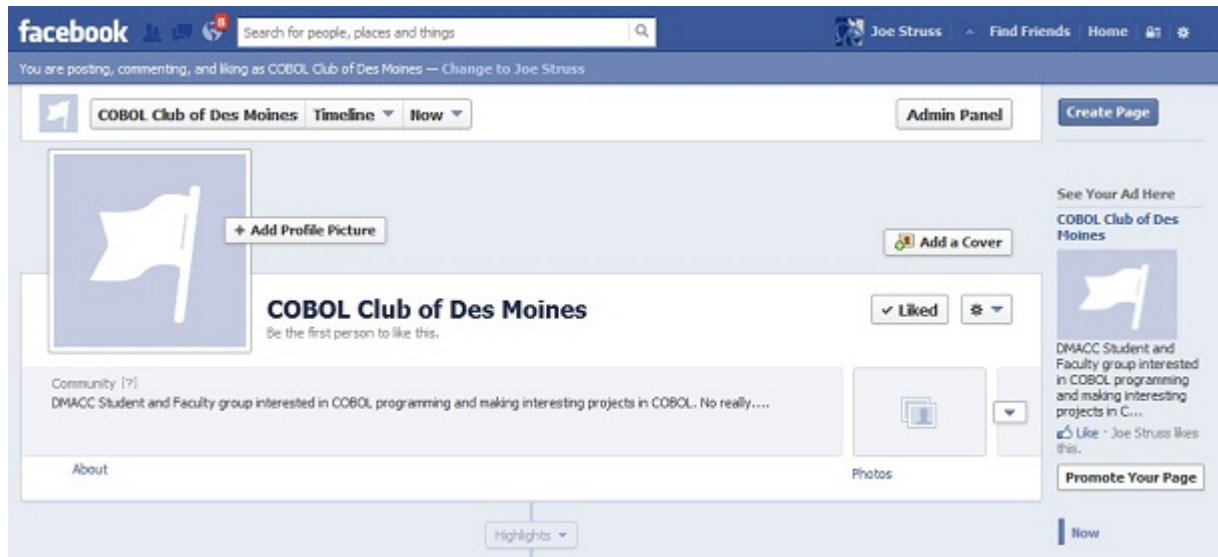 facebook
8
Search for people, places and things
Joe Struss
Find Friends
Home
You are posting, commenting, and liking as COBOL Club of Des Moines — Change to Joe Struss
COBOL Club of Des Moines
Timeline
Now
Admin Panel
Create Page
+ Add Profile Picture
Add a Cover
COBOL Club of Des Moines
Be the first person to like this.
Liked
Community [?]
DMACC Student and Faculty group interested in COBOL programming and making interesting projects in COBOL. No really....
About
Photos
Highlights
See Your Ad Here
COBOL Club of Des
Moines
DMACC Student and
Faculty group interested
in COBOL programming
and making interesting
projects in C...
Like · Joe Struss likes
this.
Promote Your Page
Now